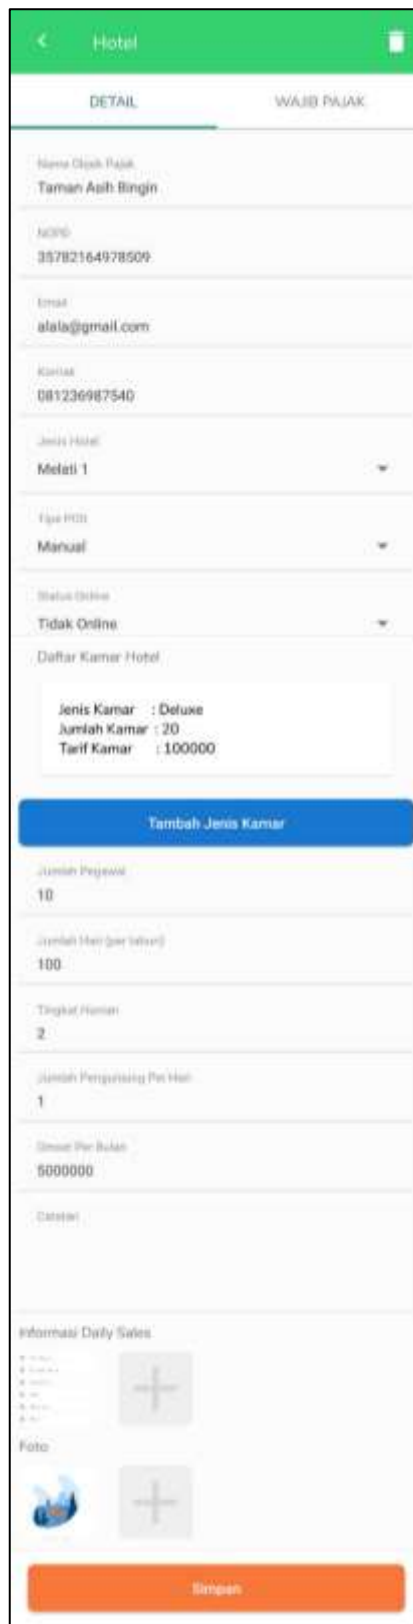 Hotel
DETAIL
WAJIB PAJAK
Nama Objek Pajak
Taman Asih Bingin
NOPD
35782164978509
Email
alala@gmail.com
Kontak
081236987540
Jenis Hotel
Melati 1
Tipe POS
Manual
Status Online
Tidak Online
Daftar Kamar Hotel
Jenis Kamar : Deluxe
Jumlah Kamar : 20
Tarif Kamar : 100000
Tambah Jenis Kamar
Jumlah Pegawai
10
Jumlah Hari (per tahun)
100
Tingkat Hunian
2
Jumlah Pengunjung Per Hari
1
Omset Per Bulan
5000000
Catatan
Informasi Daily Sales
Foto
Simpan